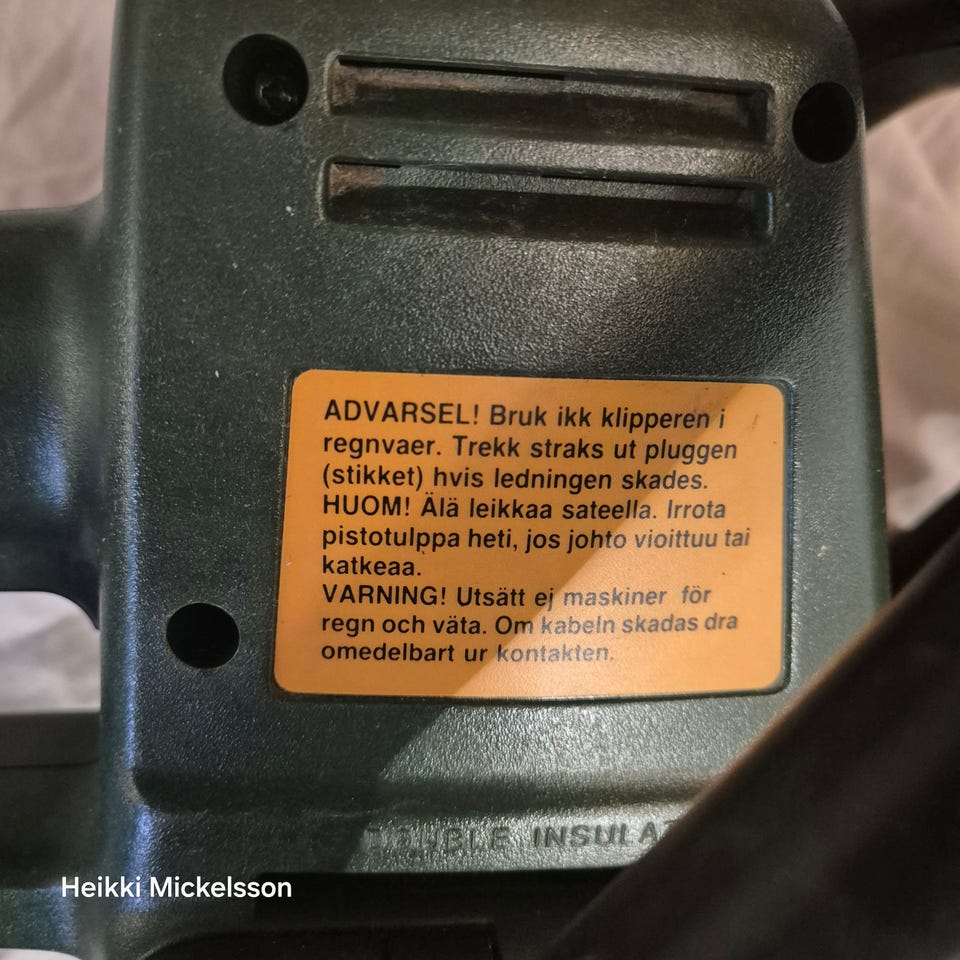 ADVARSEL! Bruk ikk klipperen i
regnvaer. Trekk straks ut pluggen
(stikket) hvis ledningen skades.
HUOM! Älä leikkaa sateella. Irrota
pistotulppa heti, jos johto vioittuu tai
katkeaa.
VARNING! Utsätt ej maskiner för
regn och väta. Om kabeln skadas dra
omedelbart ur kontakten.
DOUBLE INSULA
Heikki Mickelsson